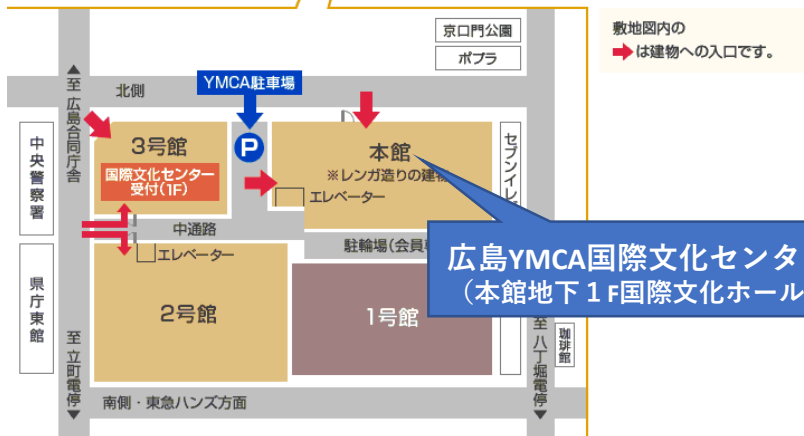 京口門公園
ポプラ
敷地図内の
➡は建物への入口です。
▲至 広島合同庁舎
北側
YMCA駐車場
中央警察署
3号館
国際文化センター
受付(1F)
P
本館
※レンガ造りの建物
エレベーター
セブンイレブ
中通路
駐輪場(会員専
エレベーター
広島YMCA国際文化センタ
（本館地下１F国際文化ホール
県庁東館
2号館
1号館
至 立町電停▼
至 八丁堀電停▼
珈琲館
南側・東急ハンズ方面